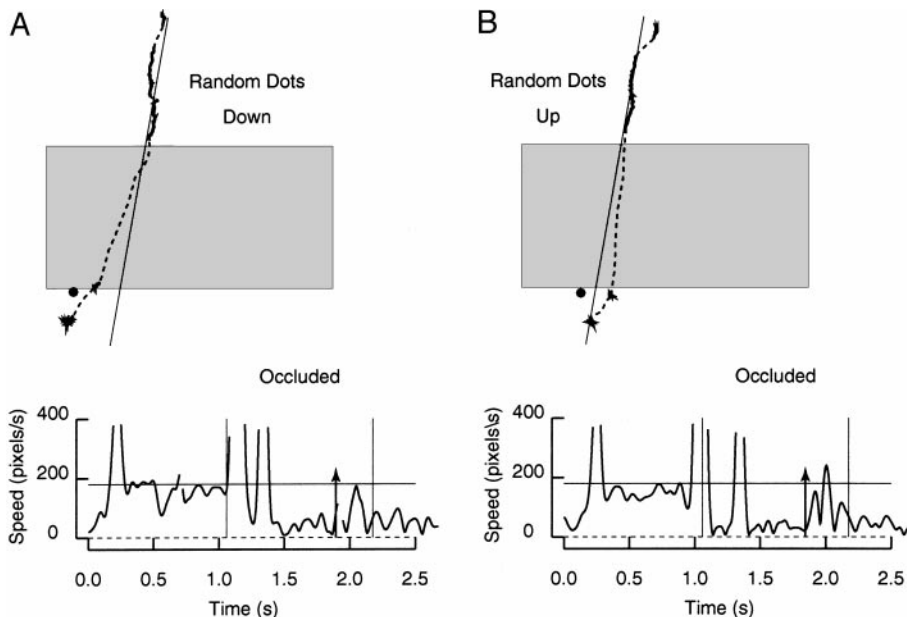 A
Random Dots
Down
B
Random Dots
Up
Occluded
Speed (pixels/s)
400
200
0
0.0 0.5 1.0 1.5 2.0 2.5
Time (s)
Occluded
Speed (pixels\s)
400
200
0
0.0 0.5 1.0 1.5 2.0 2.5
Time (s)